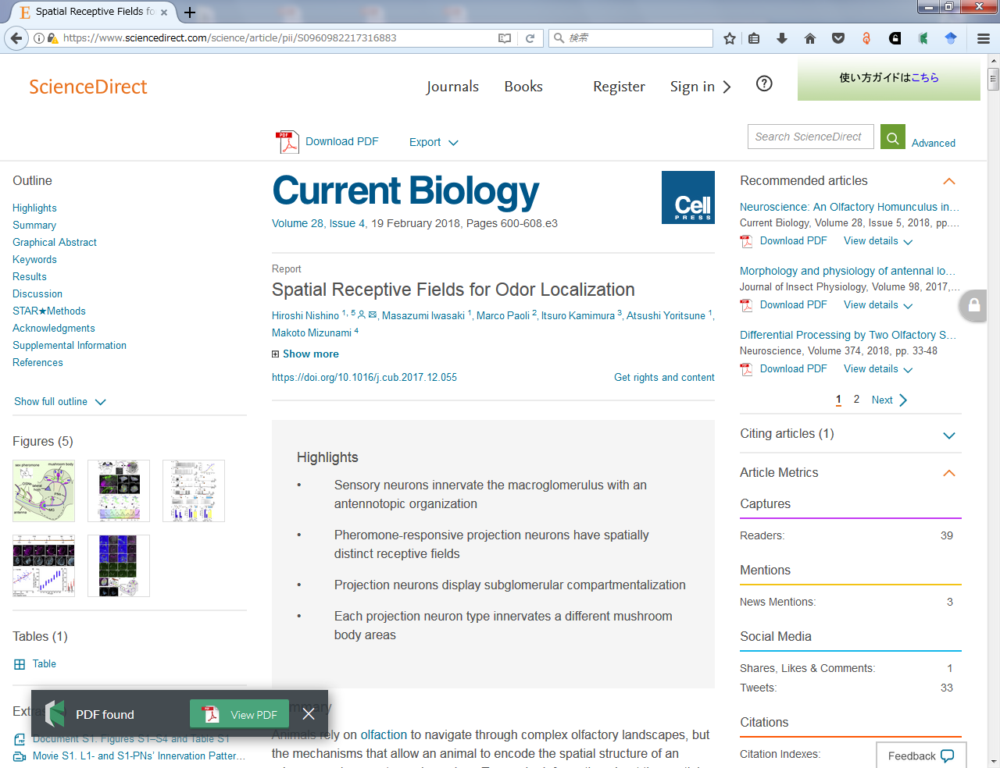 Spatial Receptive Fields fo
https://www.sciencedirect.com/science/article/pii/S0960982217316883
検索
ScienceDirect
Journals
Books
Register
Sign in
使い方ガイドはこちら
Download PDF
Export
Search ScienceDirect
Advanced
Outline
Highlights
Summary
Graphical Abstract
Keywords
Results
Discussion
STAR★Methods
Acknowledgments
Supplemental Information
References
Show full outline
Figures (5)
sex pheromone
mushroom body
OSNs
lateral horn
PNs
antenna
MG
Tables (1)
Table
PDF found
View PDF
Document S1. Figures S1–S4 and Table S1
Movie S1. L1- and S1-PNs’ Innervation Patter...
Current Biology
Cell
PRESS
Volume 28, Issue 4, 19 February 2018, Pages 600-608.e3
Report
Spatial Receptive Fields for Odor Localization
Hiroshi Nishino 1, 5, Masazumi Iwasaki 1, Marco Paoli 2, Itsuro Kamimura 3, Atsushi Yoritsune 1,
Makoto Mizunami 4
Show more
https://doi.org/10.1016/j.cub.2017.12.055
Get rights and content
Highlights
• Sensory neurons innervate the macroglomerulus with an
antennotopic organization
• Pheromone-responsive projection neurons have spatially
distinct receptive fields
• Projection neurons display subglomerular compartmentalization
• Each projection neuron type innervates a different mushroom
body areas
Summary
Animals rely on olfaction to navigate through complex olfactory landscapes, but
the mechanisms that allow an animal to encode the spatial structure of an
Recommended articles
Neuroscience: An Olfactory Homunculus in...
Current Biology, Volume 28, Issue 5, 2018, pp....
Download PDF
View details
Morphology and physiology of antennal lo...
Journal of Insect Physiology, Volume 98, 2017,...
Download PDF
View details
Differential Processing by Two Olfactory S...
Neuroscience, Volume 374, 2018, pp. 33-48
Download PDF
View details
1 2 Next
Citing articles (1)
Article Metrics
Captures
Readers: 39
Mentions
News Mentions: 3
Social Media
Shares, Likes & Comments: 1
Tweets: 33
Citations
Citation Indexes:
Feedback